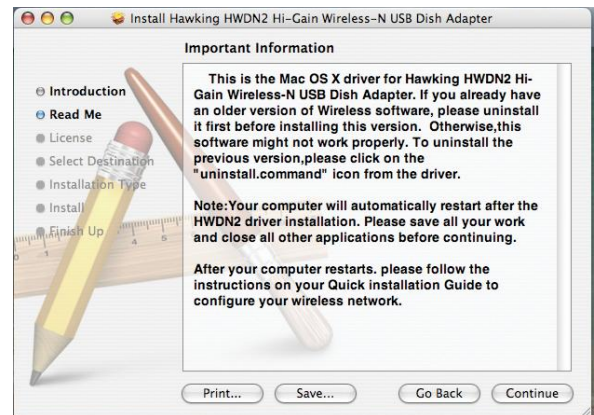 Install Hawking HWDN2 Hi-Gain Wireless-N USB Dish Adapter
Important Information
Introduction
Read Me
License
Select Destination
Installation Type
Install
Finish Up
This is the Mac OS X driver for Hawking HWDN2 Hi-
Gain Wireless-N USB Dish Adapter. If you already have
an older version of Wireless software, please uninstall
it first before installing this version. Otherwise,this
software might not work properly. To uninstall the
previous version,please click on the
"uninstall.command" icon from the driver.
Note:Your computer will automatically restart after the
HWDN2 driver installation. Please save all your work
and close all other applications before continuing.
After your computer restarts. please follow the
instructions on your Quick installation Guide to
configure your wireless network.
Print... Save... Go Back Continue